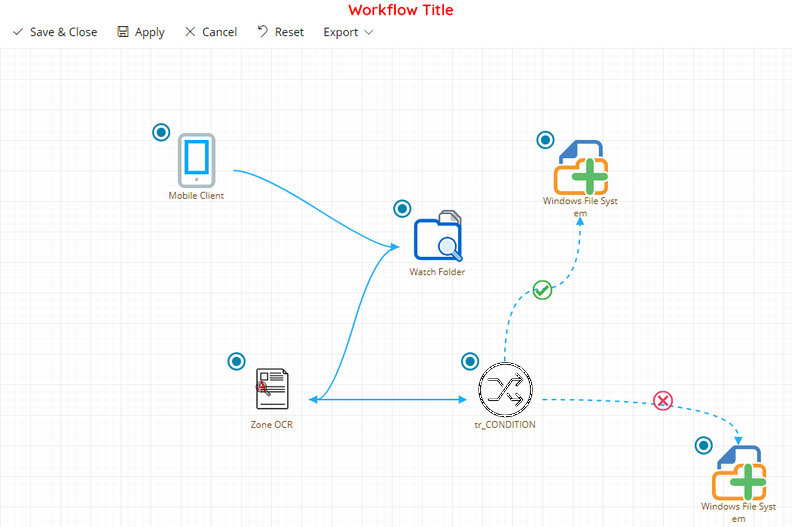 Workflow Title
Save & Close
Apply
Cancel
Reset
Export
Mobile Client
Windows File Syst
em
Watch Folder
Zone OCR
tr_CONDITION
Windows File Syst
em